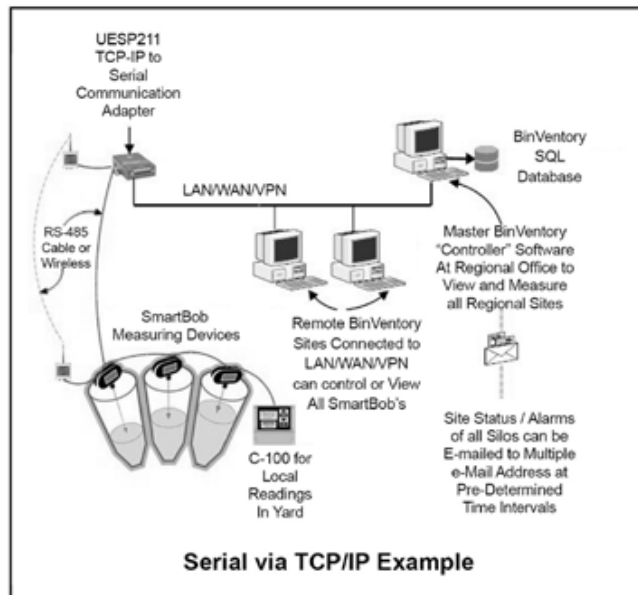 UESP211
TCP-IP to
Serial
Communication
Adapter
BinVentory
SQL
Database
LAN/WAN/VPN
RS-485
Cable or
Wireless
Master BinVentory
“Controller” Software
At Regional Office to
View and Measure
all Regional Sites
SmartBob
Measuring Devices
Remote BinVentory
Sites Connected to
LAN/WAN/VPN
can control or View
All SmartBob's
C-100 for
Local
Readings
In Yard
Site Status / Alarms
of all Silos can be
E-mailed to Multiple
e-Mail Address at
Pre-Determined
Time Intervals
Serial via TCP/IP Example